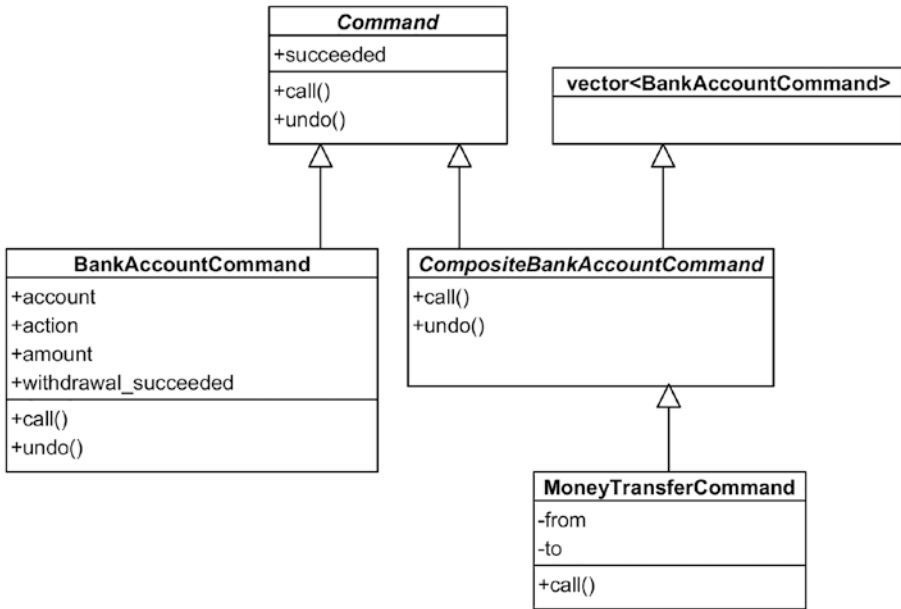 Command
+succeeded
+call()
+undo()
vector<BankAccountCommand>
BankAccountCommand
+account
+action
+amount
+withdrawal_succeeded
+call()
+undo()
CompositeBankAccountCommand
+call()
+undo()
MoneyTransferCommand
-from
-to
+call()